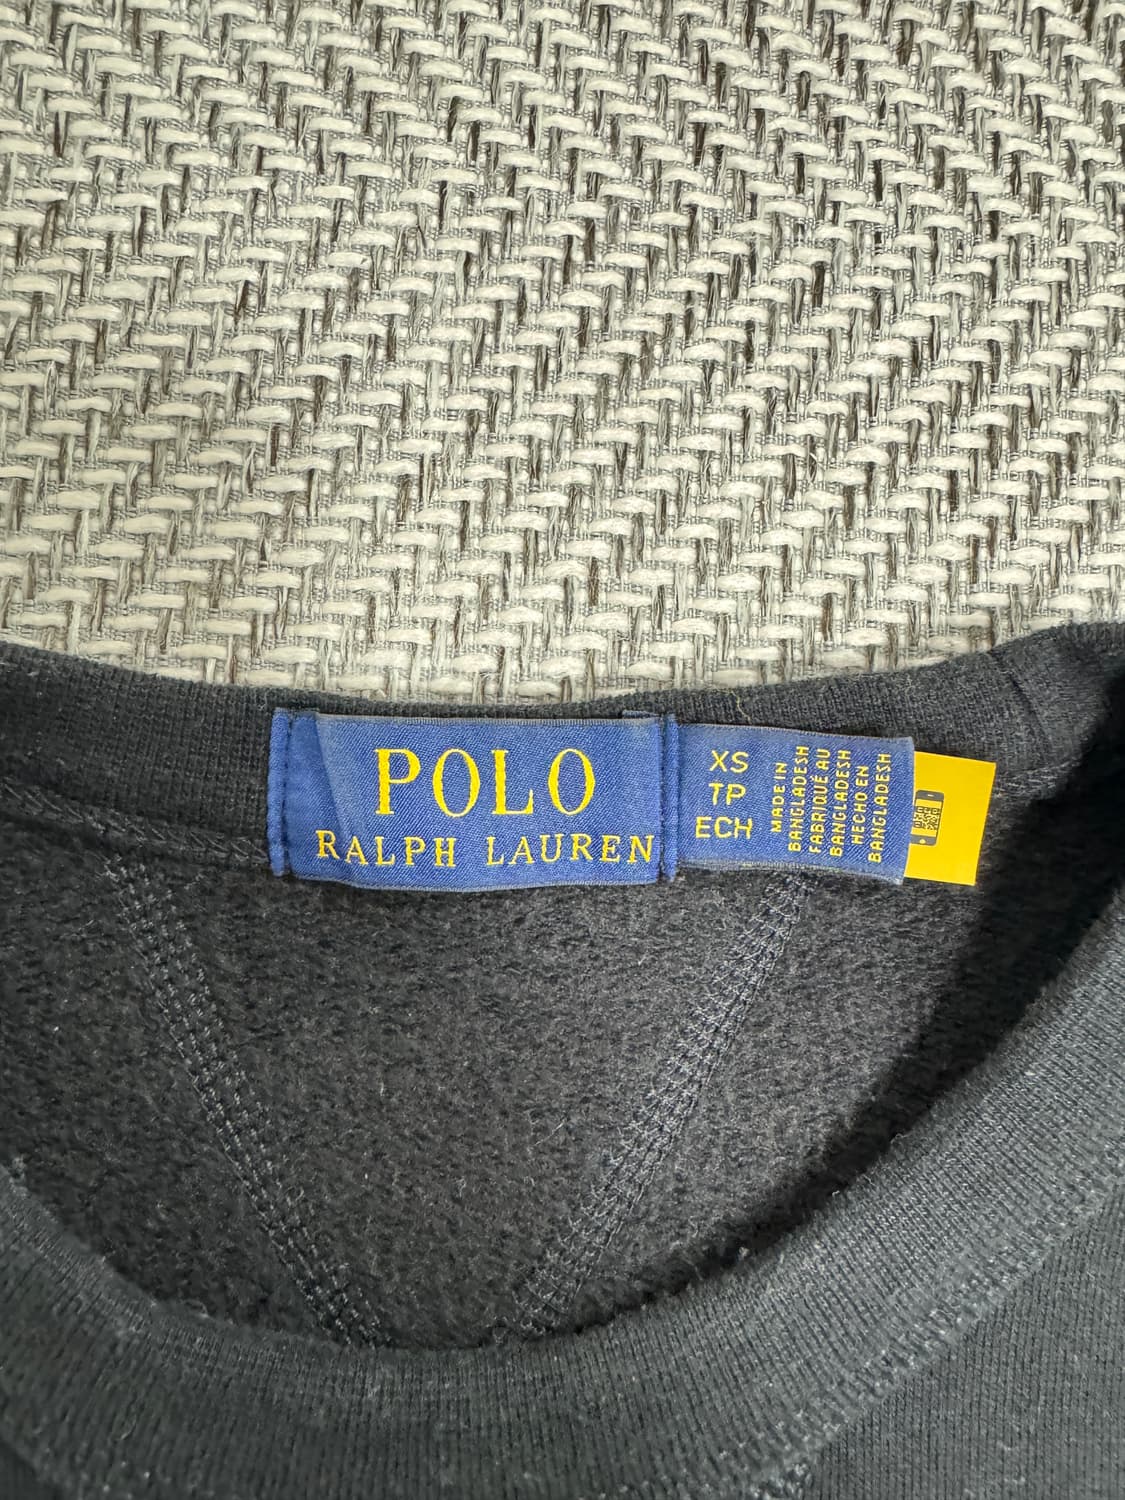 POLO
RALPH LAUREN
XS
TP
ECH
MADE IN
BANGLADESH
FABRIQUÉ AU
BANGLADESH
HECHO EN
BANGLADESH